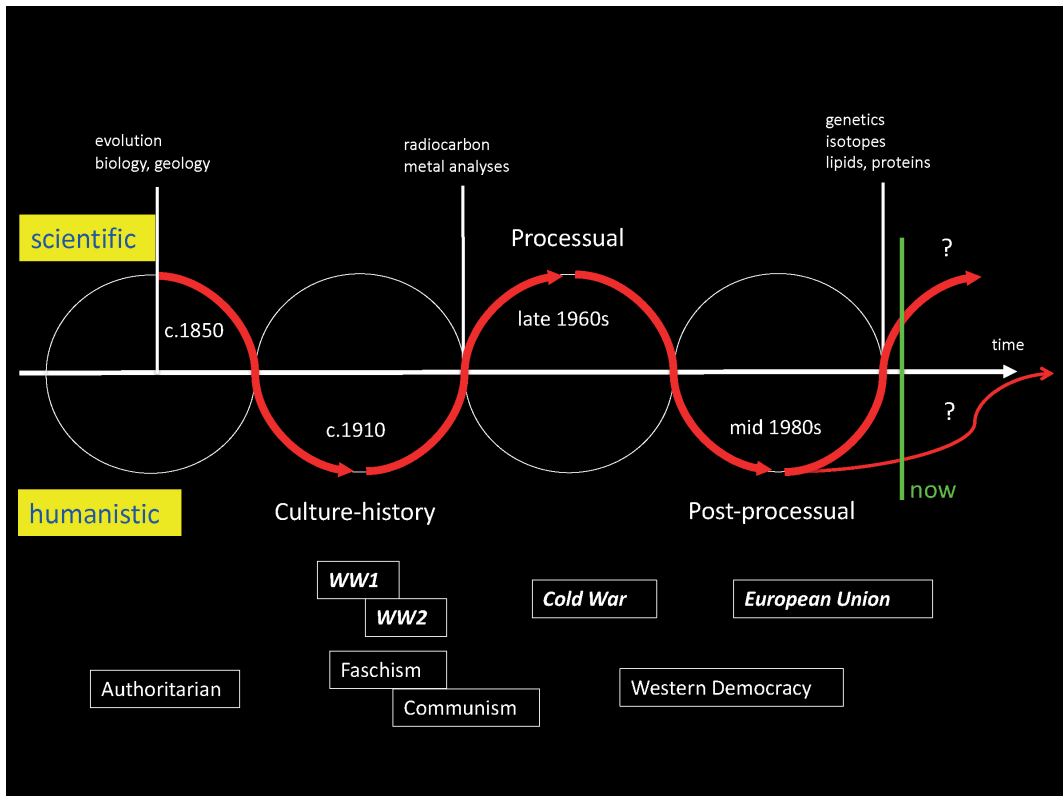 evolution
biology, geology
radiocarbon
metal analyses
genetics
isotopes
lipids, proteins
scientific
Processual
?
c.1850
late 1960s
time
c.1910
mid 1980s
?
now
humanistic
Culture-history
Post-processual
WW1
WW2
Cold War
European Union
Faschism
Authoritarian
Communism
Western Democracy